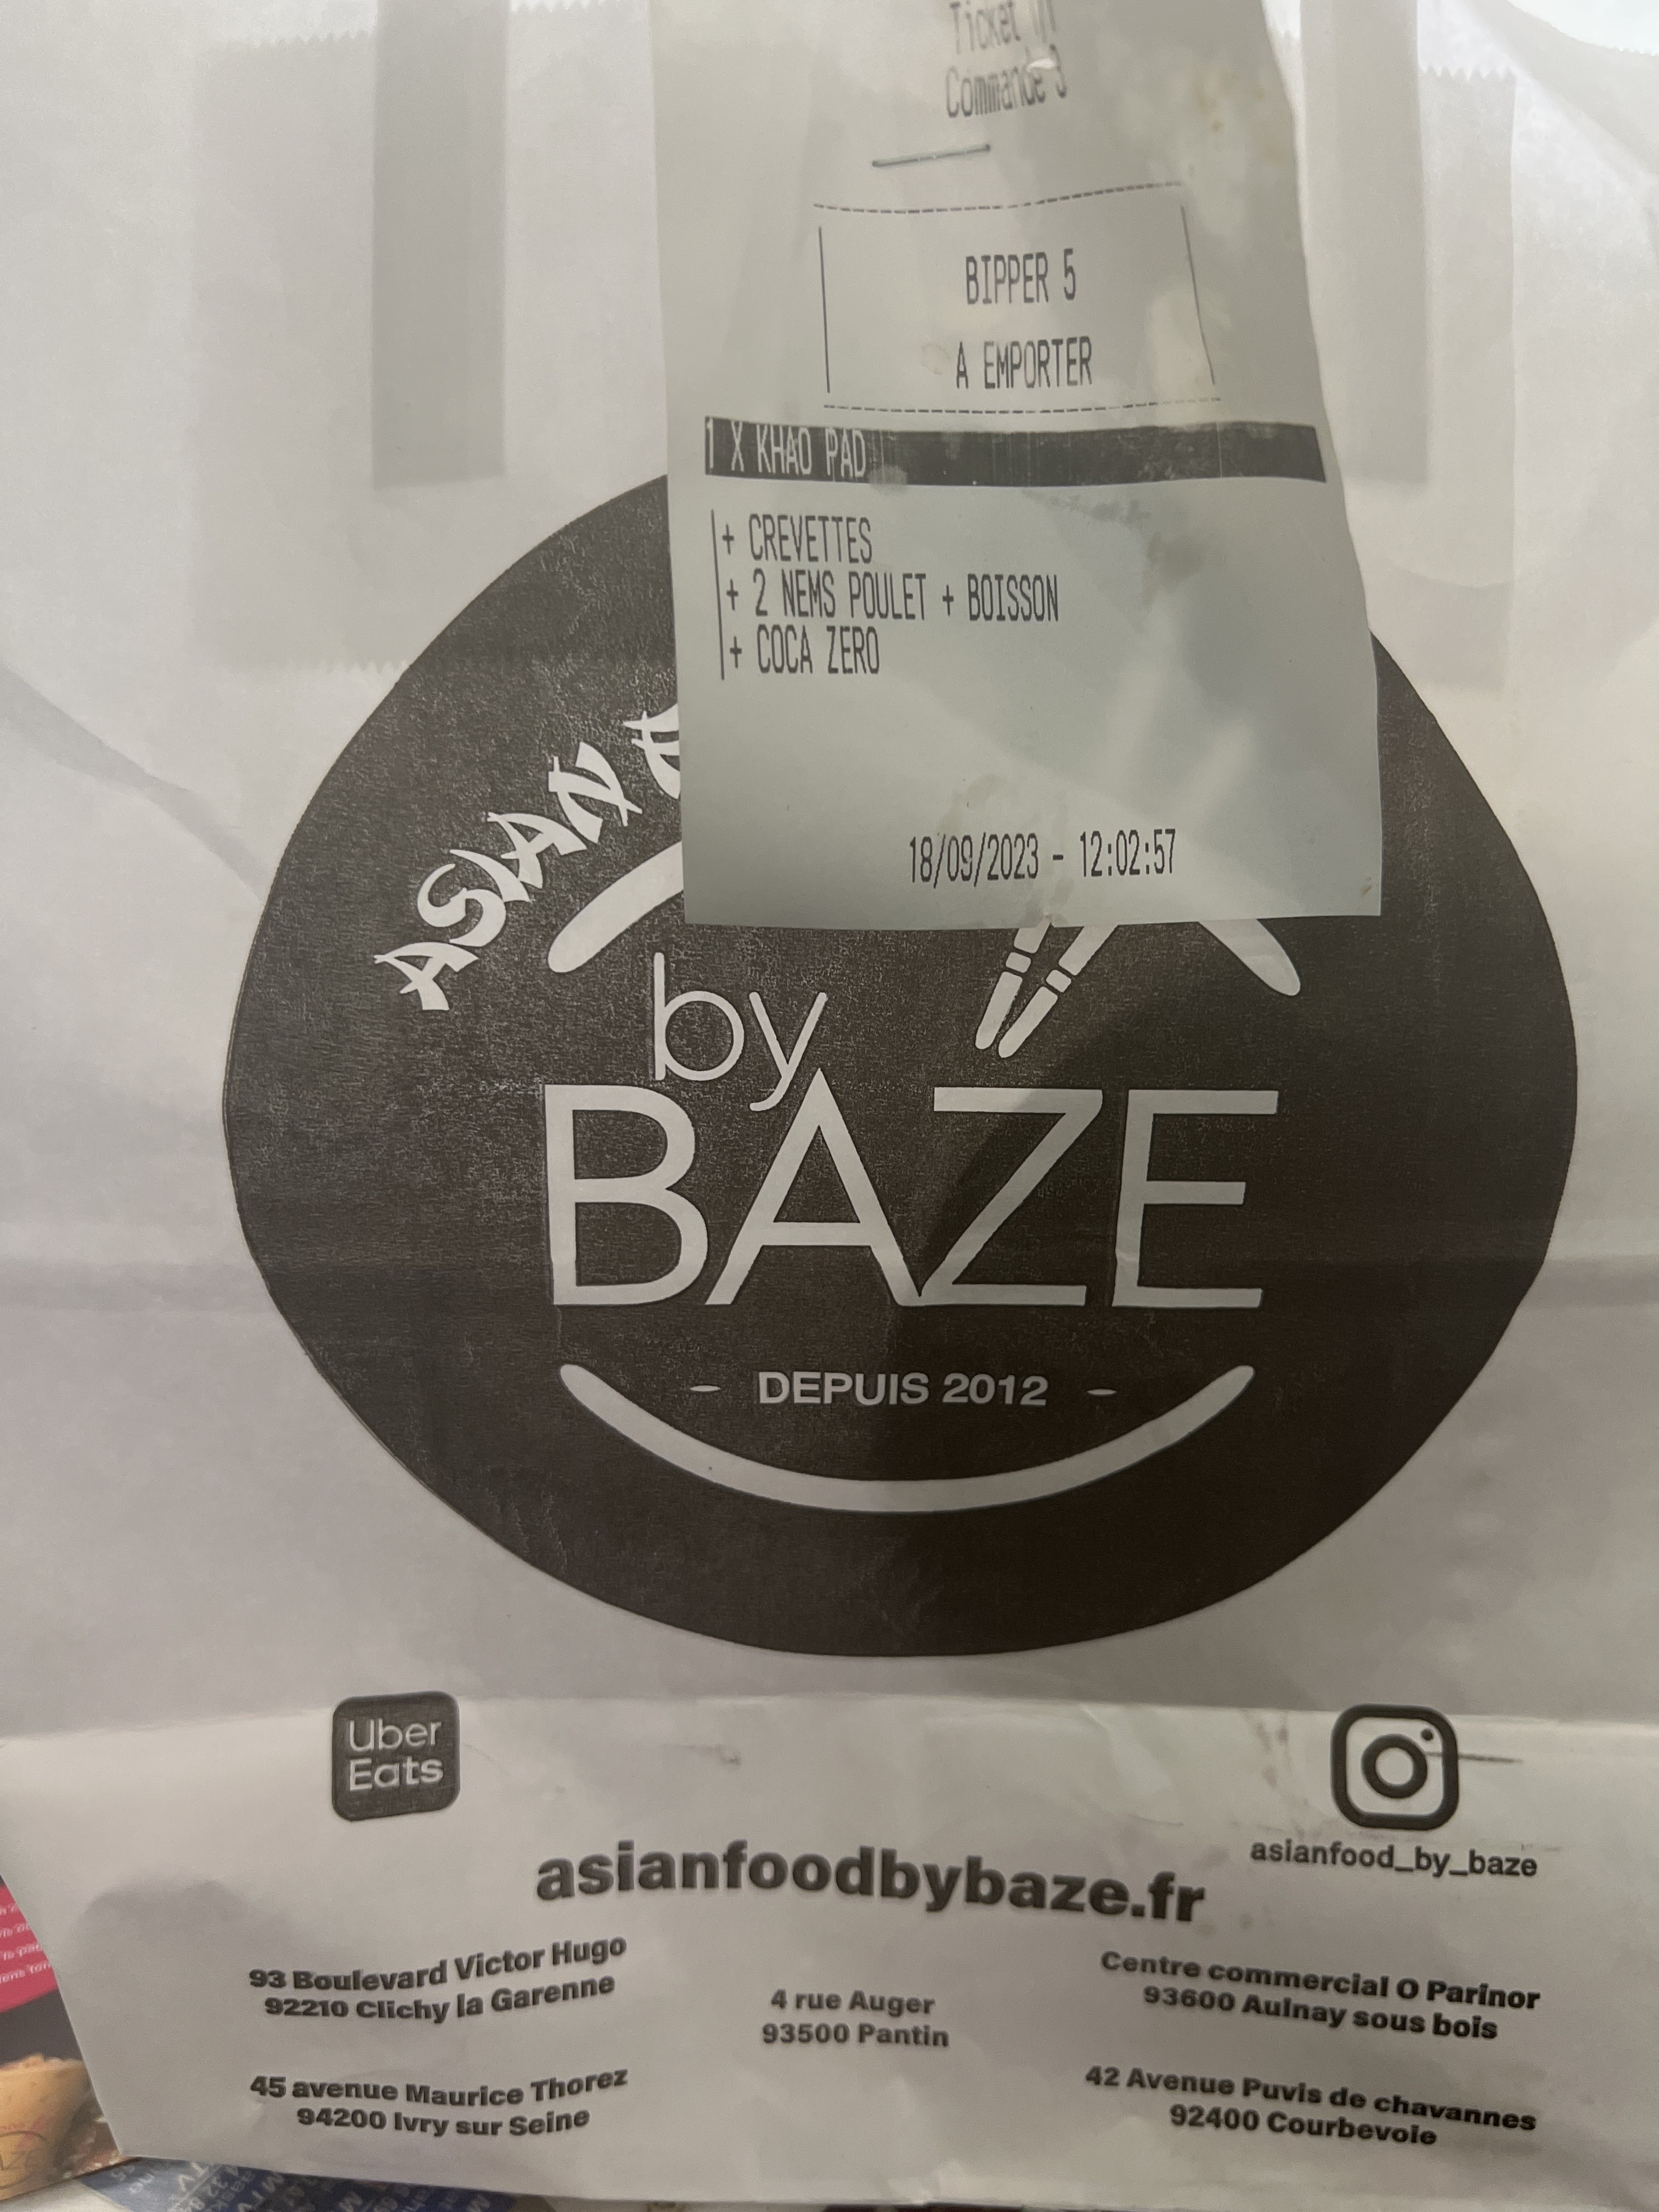 Ticket
Commande 3
BIPPER 5
A EMPORTER
1 X KHAO PAD
+ CREVETTES
+ 2 NEMS POULET + BOISSON
+ COCA ZERO
18/09/2023 - 12:02:57
ASIAN
by
BAZE
- DEPUIS 2012 -
Uber
Eats
asianfood_by_baze
asianfoodbybaze.fr
93 Boulevard Victor Hugo
92210 Clichy la Garenne
4 rue Auger
93500 Pantin
Centre commercial O Parinor
93600 Aulnay sous bois
45 avenue Maurice Thorez
94200 Ivry sur Seine
42 Avenue Puvis de chavannes
92400 Courbevoie